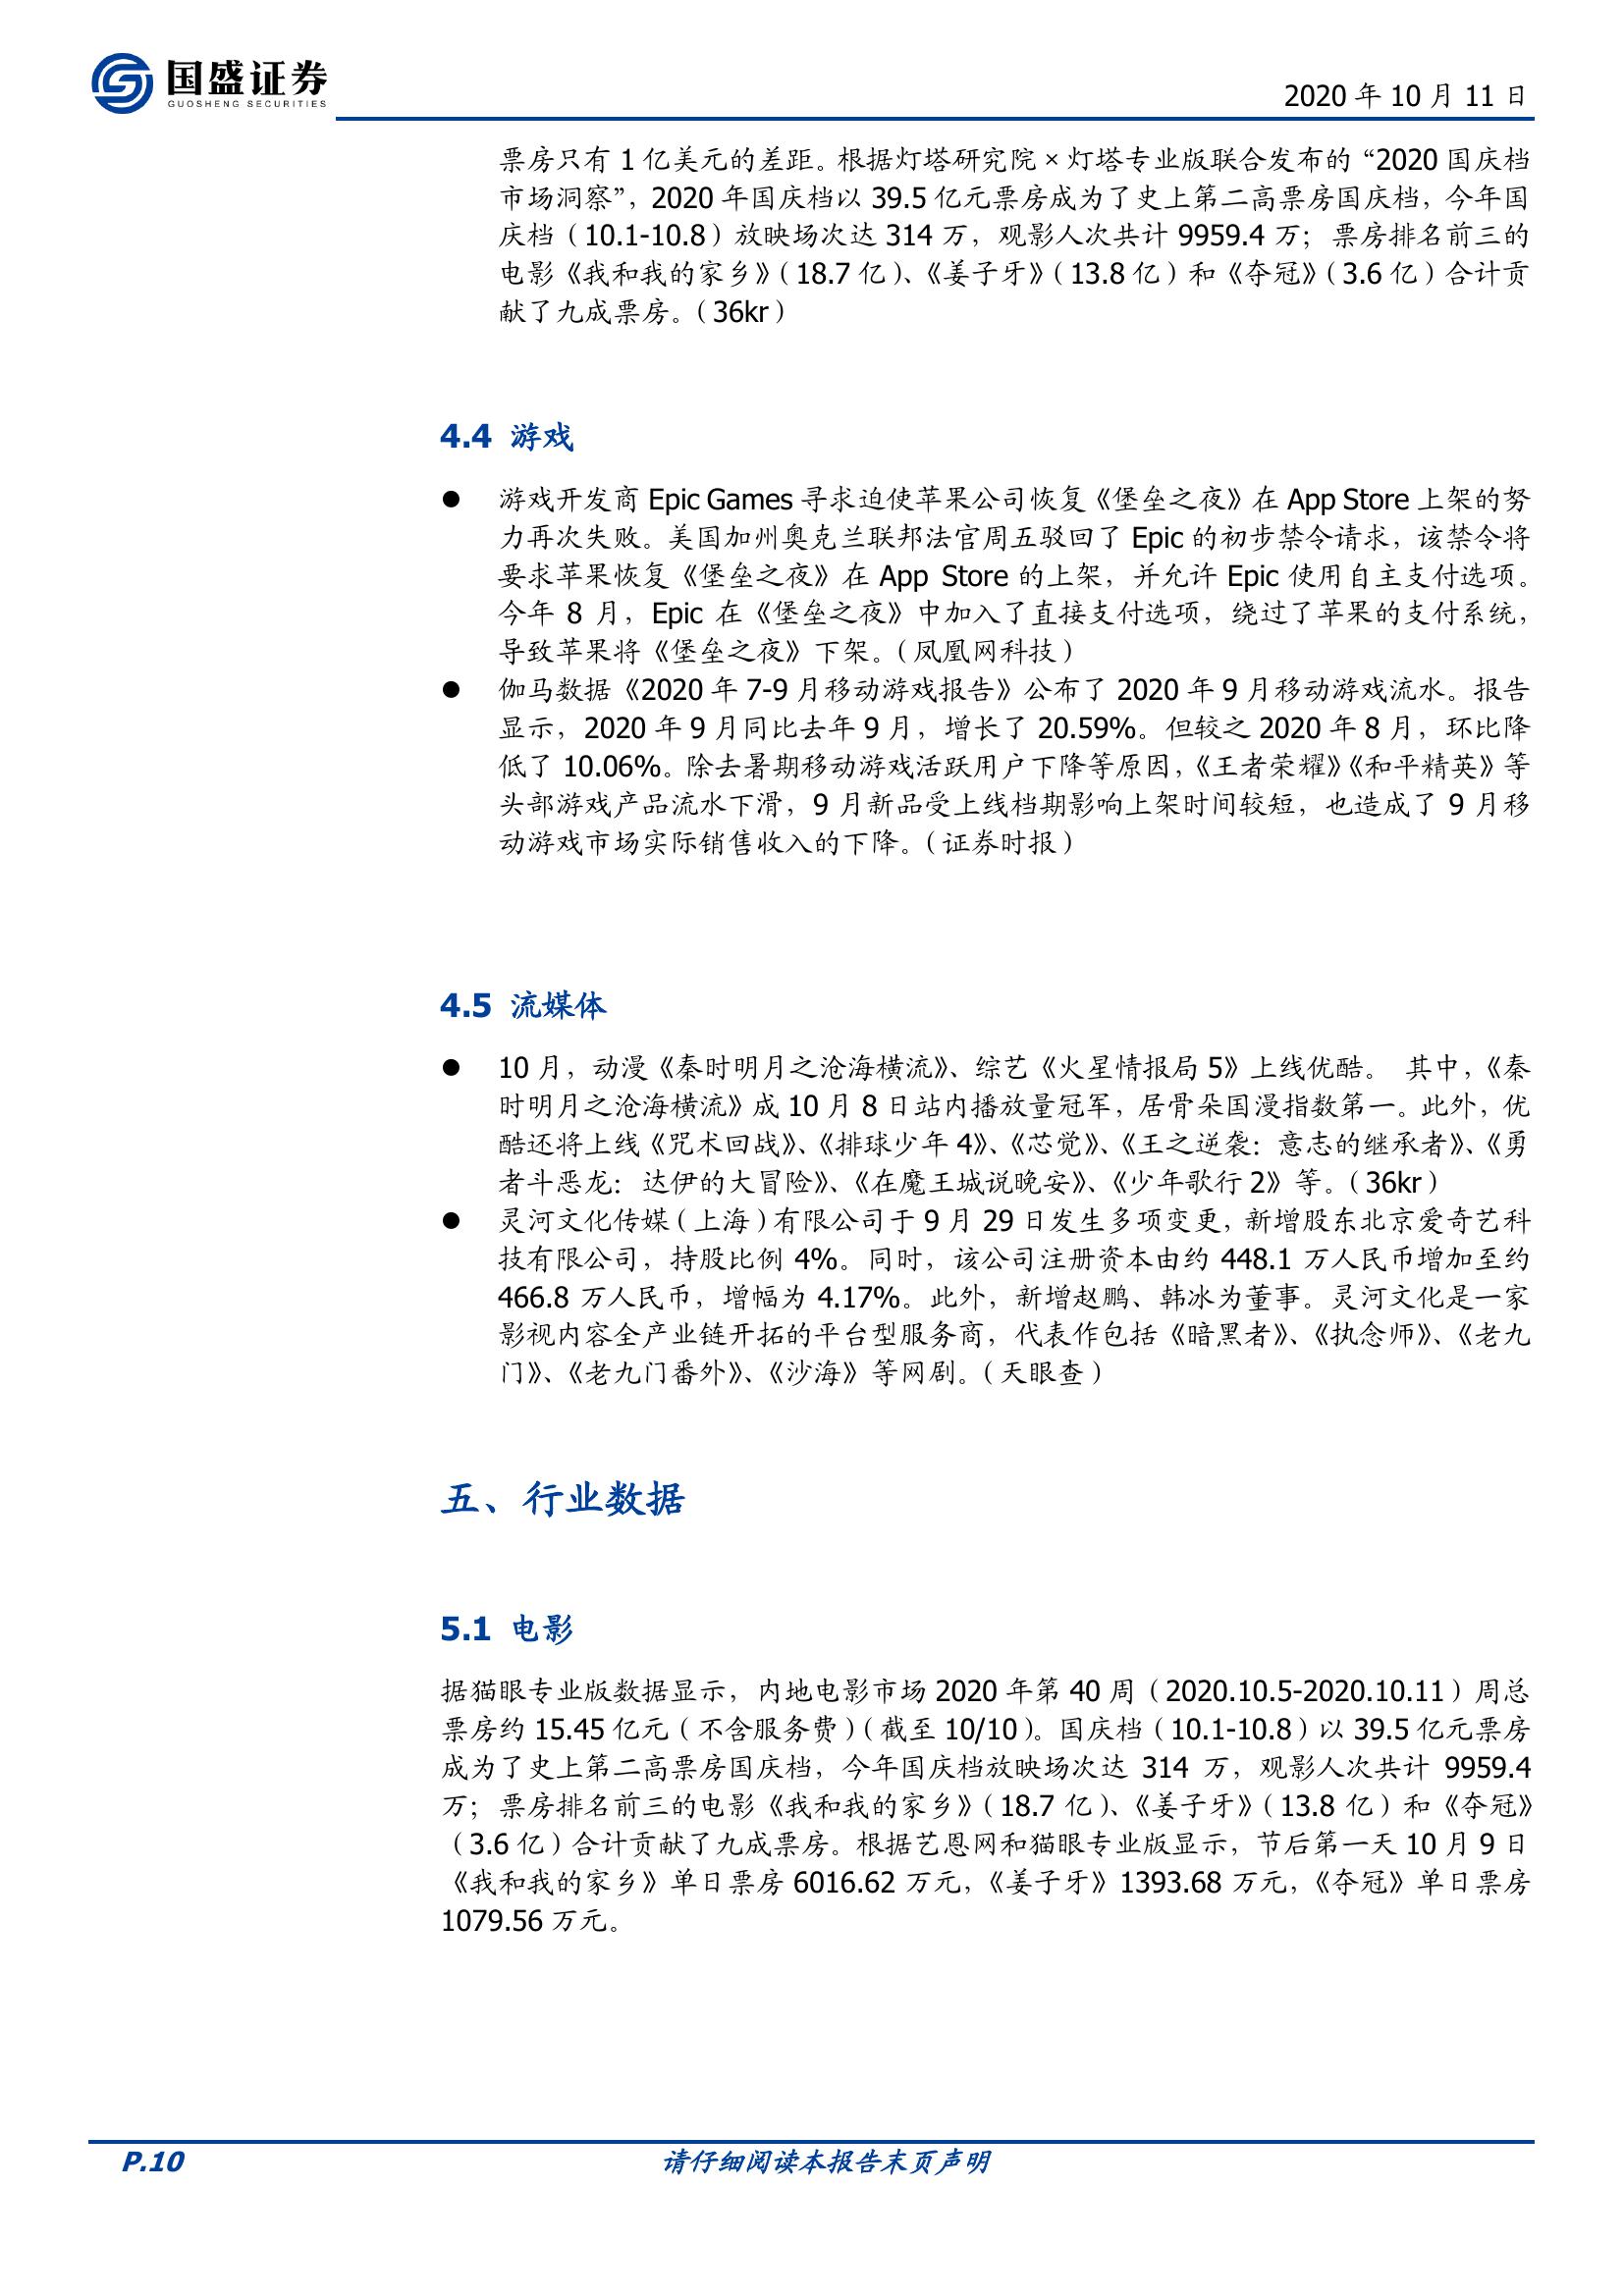 国盛证券
GUOSHENG SECURITIES
2020 年 10 月 11 日
票房只有 1 亿美元的差距。根据灯塔研究院×灯塔专业版联合发布的“2020 国庆档
市场洞察”，2020 年国庆档以 39.5 亿元票房成为了史上第二高票房国庆档，今年国
庆档（10.1-10.8）放映场次达 314 万，观影人次共计 9959.4 万；票房排名前三的
电影《我和我的家乡》（18.7 亿）、《姜子牙》（13.8 亿）和《夺冠》（3.6 亿）合计贡
献了九成票房。（36kr）
4.4 游戏
● 游戏开发商 Epic Games 寻求迫使苹果公司恢复《堡垒之夜》在 App Store 上架的努
力再次失败。美国加州奥克兰联邦法官周五驳回了 Epic 的初步禁令请求，该禁令将
要求苹果恢复《堡垒之夜》在 App Store 的上架，并允许 Epic 使用自主支付选项。
今年 8 月，Epic 在《堡垒之夜》中加入了直接支付选项，绕过了苹果的支付系统，
导致苹果将《堡垒之夜》下架。（凤凰网科技）
● 伽马数据《2020 年 7-9 月移动游戏报告》公布了 2020 年 9 月移动游戏流水。报告
显示，2020 年 9 月同比去年 9 月，增长了 20.59%。但较之 2020 年 8 月，环比降
低了 10.06%。除去暑期移动游戏活跃用户下降等原因，《王者荣耀》《和平精英》等
头部游戏产品流水下滑，9 月新品受上线档期影响上架时间较短，也造成了 9 月移
动游戏市场实际销售收入的下降。（证券时报）
4.5 流媒体
● 10 月，动漫《秦时明月之沧海横流》、综艺《火星情报局 5》上线优酷。 其中，《秦
时明月之沧海横流》成 10 月 8 日站内播放量冠军，居骨朵国漫指数第一。此外，优
酷还将上线《咒术回战》、《排球少年 4》、《芯觉》、《王之逆袭：意志的继承者》、《勇
者斗恶龙：达伊的大冒险》、《在魔王城说晚安》、《少年歌行 2》等。（36kr）
● 灵河文化传媒（上海）有限公司于 9 月 29 日发生多项变更，新增股东北京爱奇艺科
技有限公司，持股比例 4%。同时，该公司注册资本由约 448.1 万人民币增加至约
466.8 万人民币，增幅为 4.17%。此外，新增赵鹏、韩冰为董事。灵河文化是一家
影视内容全产业链开拓的平台型服务商，代表作包括《暗黑者》、《执念师》、《老九
门》、《老九门番外》、《沙海》等网剧。（天眼查）
五、行业数据
5.1 电影
据猫眼专业版数据显示，内地电影市场 2020 年第 40 周（2020.10.5-2020.10.11）周总
票房约 15.45 亿元（不含服务费）（截至 10/10）。国庆档（10.1-10.8）以 39.5 亿元票房
成为了史上第二高票房国庆档，今年国庆档放映场次达 314 万，观影人次共计 9959.4
万；票房排名前三的电影《我和我的家乡》（18.7 亿）、《姜子牙》（13.8 亿）和《夺冠》
（3.6 亿）合计贡献了九成票房。根据艺恩网和猫眼专业版显示，节后第一天 10 月 9 日
《我和我的家乡》单日票房 6016.62 万元，《姜子牙》1393.68 万元，《夺冠》单日票房
1079.56 万元。
P.10
请仔细阅读本报告末页声明